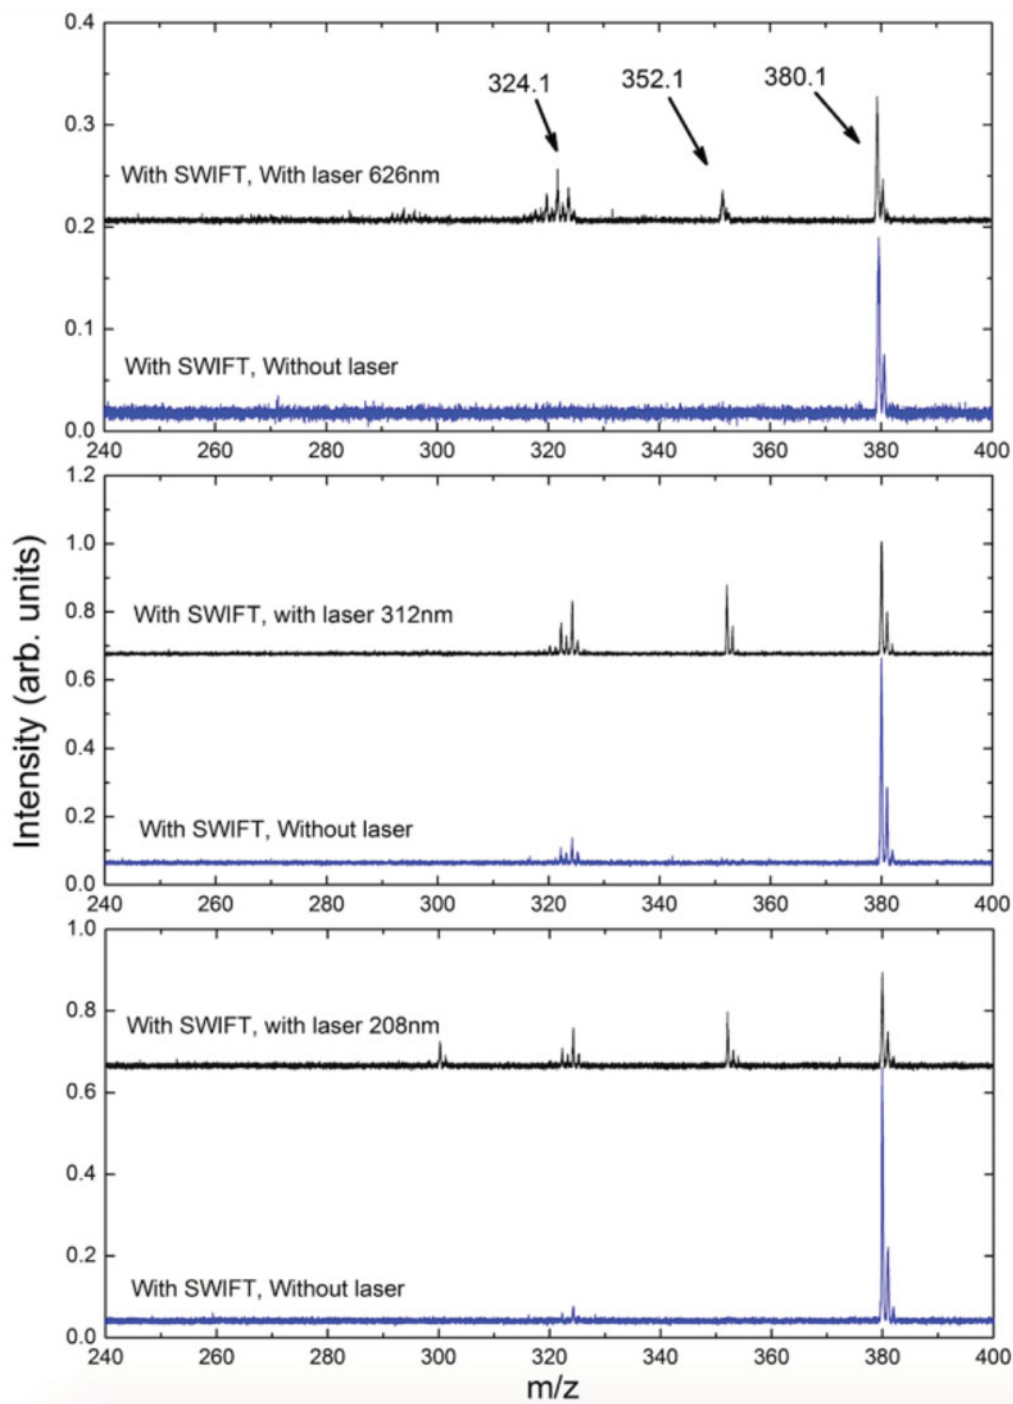 0.4
324.1 352.1 380.1
0.3
With SWIFT, With laser 626nm
0.2
0.1
With SWIFT, Without laser
0.0
240 260 280 300 320 340 360 380 400
1.2
1.0
With SWIFT, with laser 312nm
0.8
0.6
0.4
With SWIFT, Without laser
0.2
0.0
240 260 280 300 320 340 360 380 400
Intensity (arb. units)
1.0
With SWIFT, with laser 208nm
0.8
0.6
0.4
0.2
With SWIFT, Without laser
0.0
240 260 280 300 320 340 360 380 400
m/z